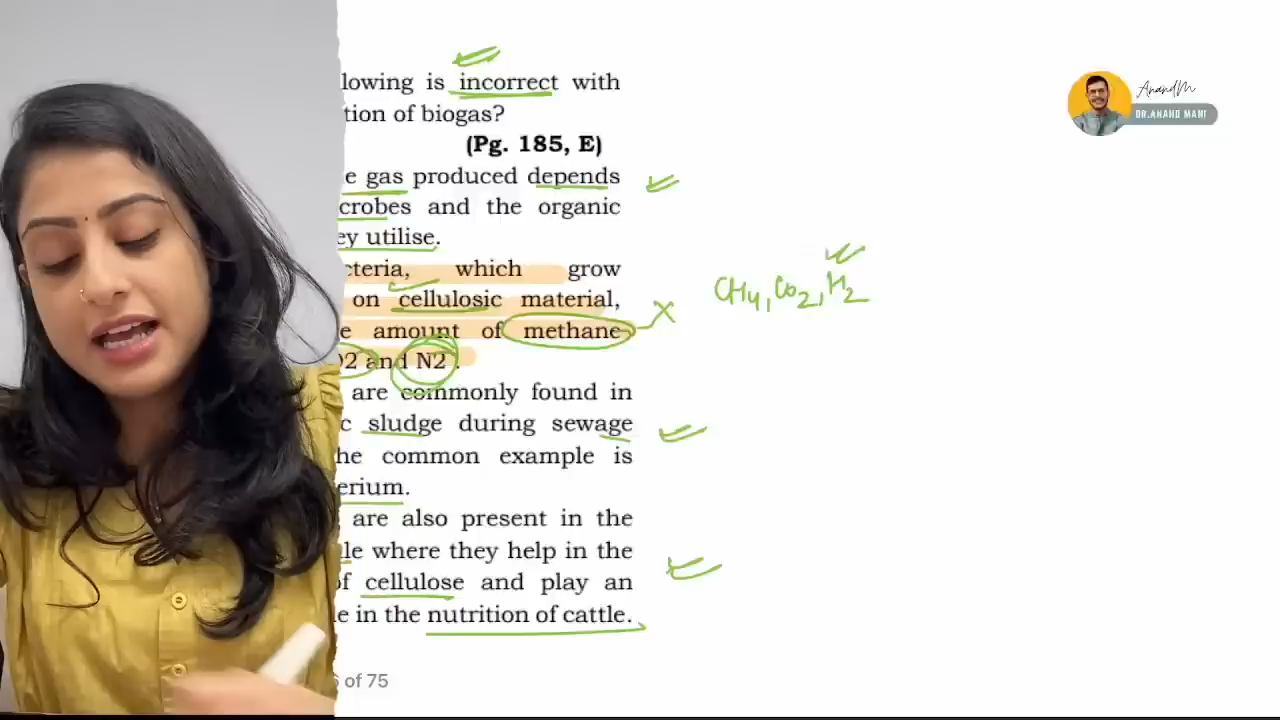 lowing is incorrect with
tion of biogas?
(Pg. 185, E)
e gas produced depends
crobes and the organic
ey utilise.
cteria, which grow
on cellulosic material,
e amount of methane
and N2.
are commonly found in
c sludge during sewage
he common example is
erium.
are also present in the
le where they help in the
of cellulose and play an
e in the nutrition of cattle.
of 75
CH4, CO2, H2
AnandM
DR.ANAND MANI